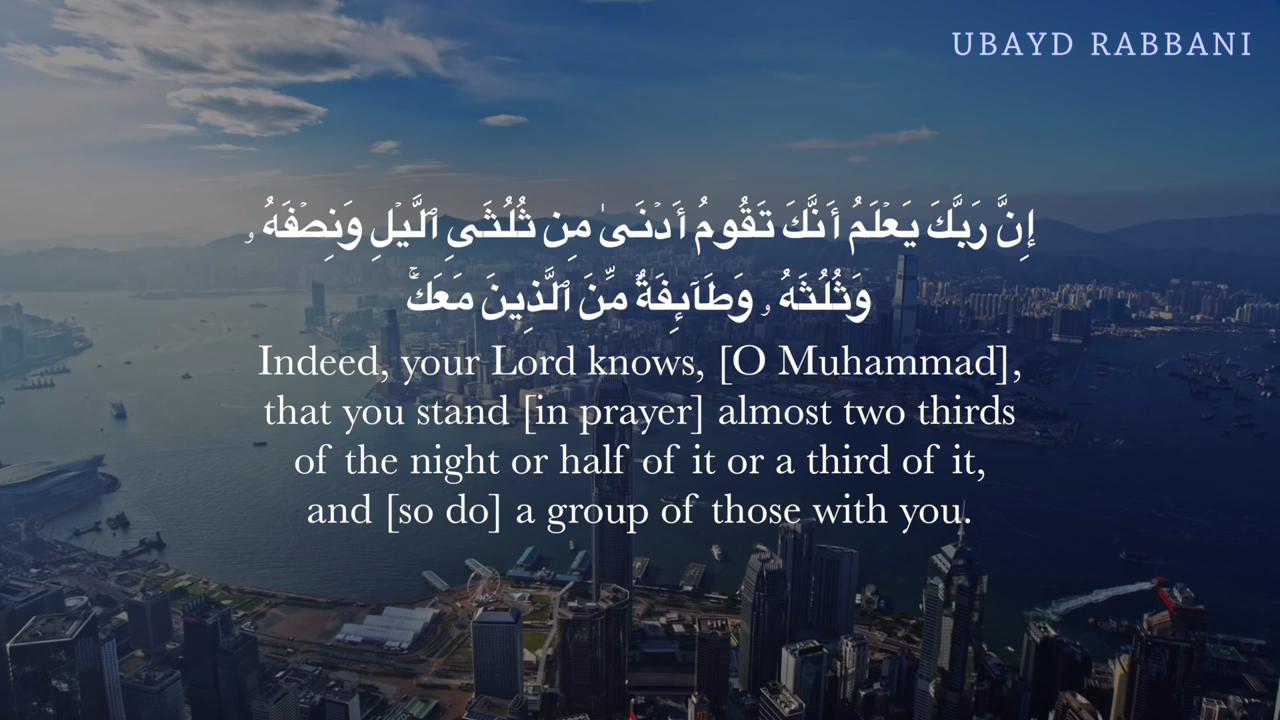 UBAYD RABBANI
إِنَّ رَبَّكَ يَعۡلَمُ أَنَّكَ تَقُومُ أَدۡنَىٰ مِن ثُلُثَىِ ٱلَّيۡلِ وَنِصۡفَهُۥ
وَثُلُثَهُۥ وَطَآئِفَةٌ مِّنَ ٱلَّذِينَ مَعَكَۚ
Indeed, your Lord knows, [O Muhammad],
that you stand [in prayer] almost two thirds
of the night or half of it or a third of it,
and [so do] a group of those with you.